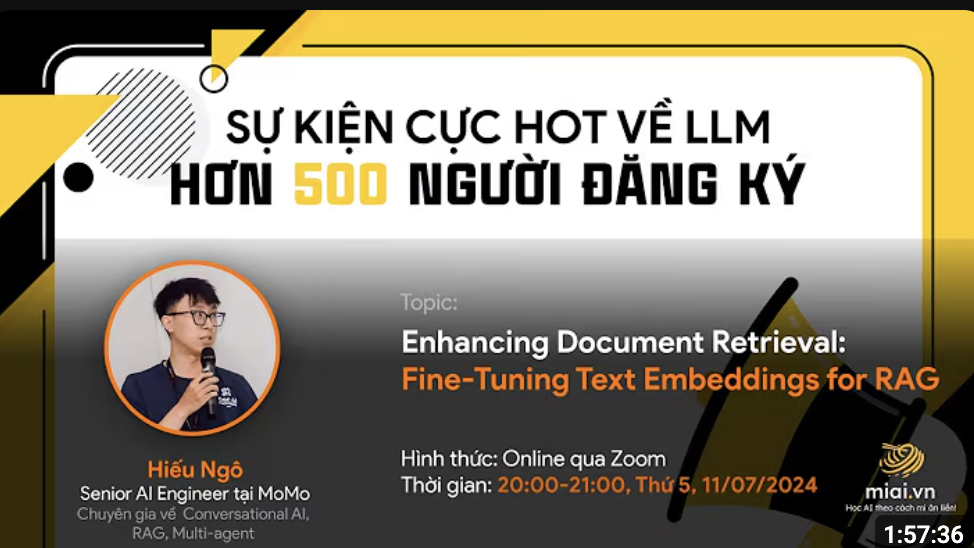 SỰ KIỆN CỰC HOT VỀ LLM
HƠN 500 NGƯỜI ĐĂNG KÝ
Topic:
Enhancing Document Retrieval:
Fine-Tuning Text Embeddings for RAG
Hiếu Ngô
Senior AI Engineer tại MoMo
Chuyên gia về Conversational AI,
RAG, Multi-agent
Hình thức: Online qua Zoom
Thời gian: 20:00-21:00, Thứ 5, 11/07/2024
miai.vn
Học AI theo cách mì ăn liền!
1:57:36